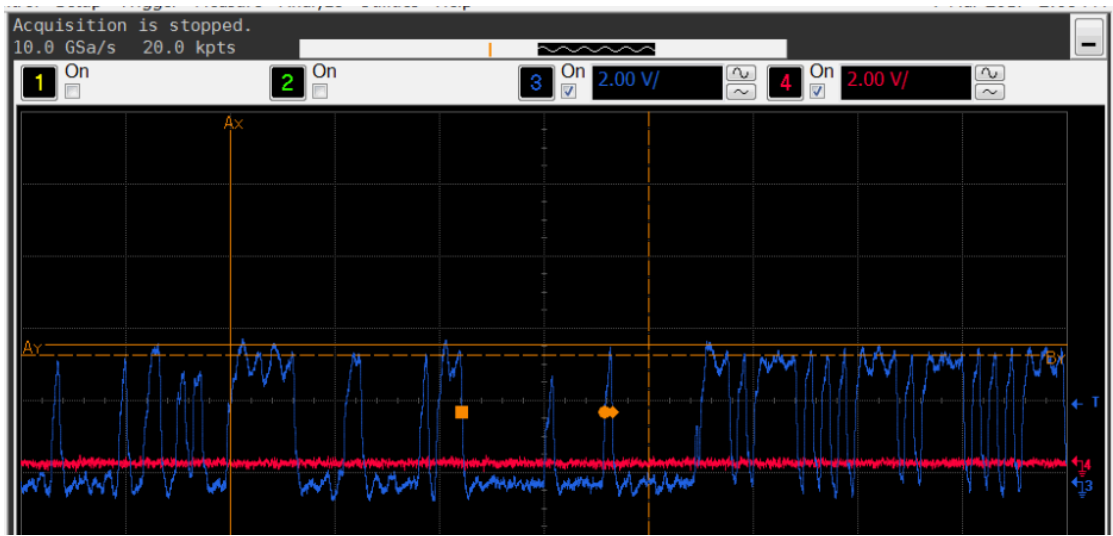 Acquisition is stopped.
10.0 GSa/s 20.0 kpts
1 On 2 On 3 On 2.00 V/ 4 On 2.00 V/
Ax
Ay
T
4
3